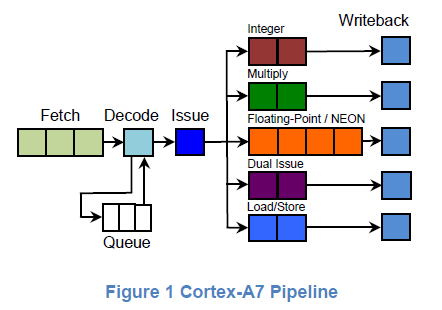 Integer
Writeback
Multiply
Fetch
Decode
Issue
Floating-Point / NEON
Dual Issue
Load/Store
Queue
Figure 1 Cortex-A7 Pipeline